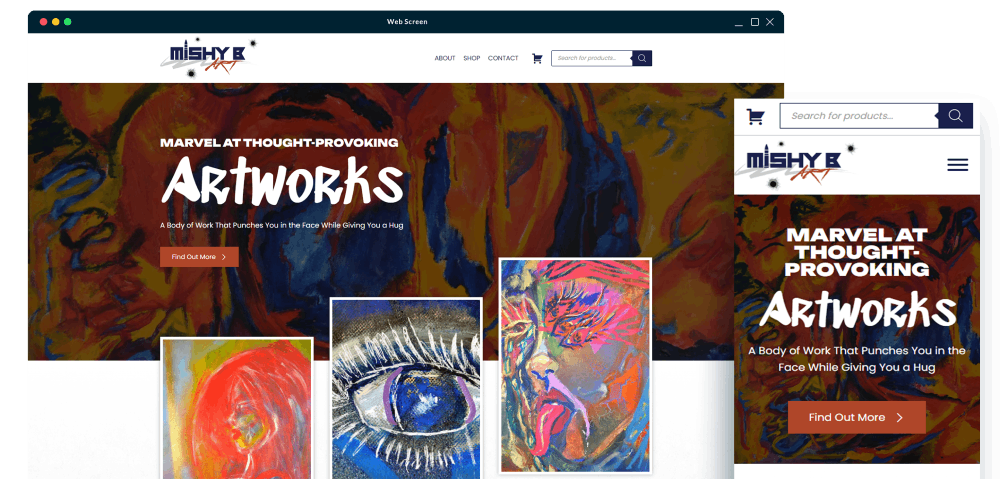 Web Screen
MISHY B
ART
ABOUT SHOP CONTACT
Search for products...
MARVEL AT THOUGHT-PROVOKING
ARTWORKS
A Body of Work That Punches You in the Face While Giving You a Hug
Find Out More
Search for products...
MISHY B
ART
MARVEL AT
THOUGHT-
PROVOKING
ARTWORKS
A Body of Work That Punches You in the
Face While Giving You a Hug
Find Out More